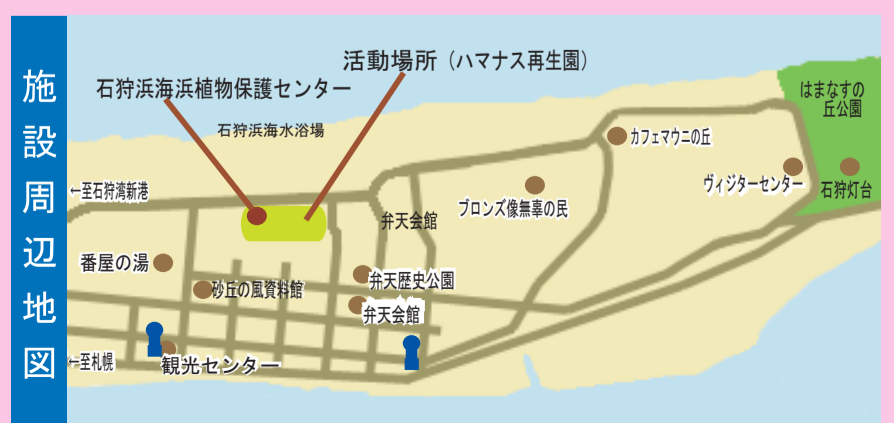 施設周辺地図
活動場所（ハマナス再生園）
石狩浜海浜植物保護センター
石狩浜海水浴場
はまなすの
丘公園
カフェマウニの丘
←至石狩湾新港
ヴィジターセンター
石狩灯台
ブロンズ像無辜の民
弁天会館
番屋の湯
砂丘の風資料館
弁天歴史公園
弁天会館
←至札幌
観光センター